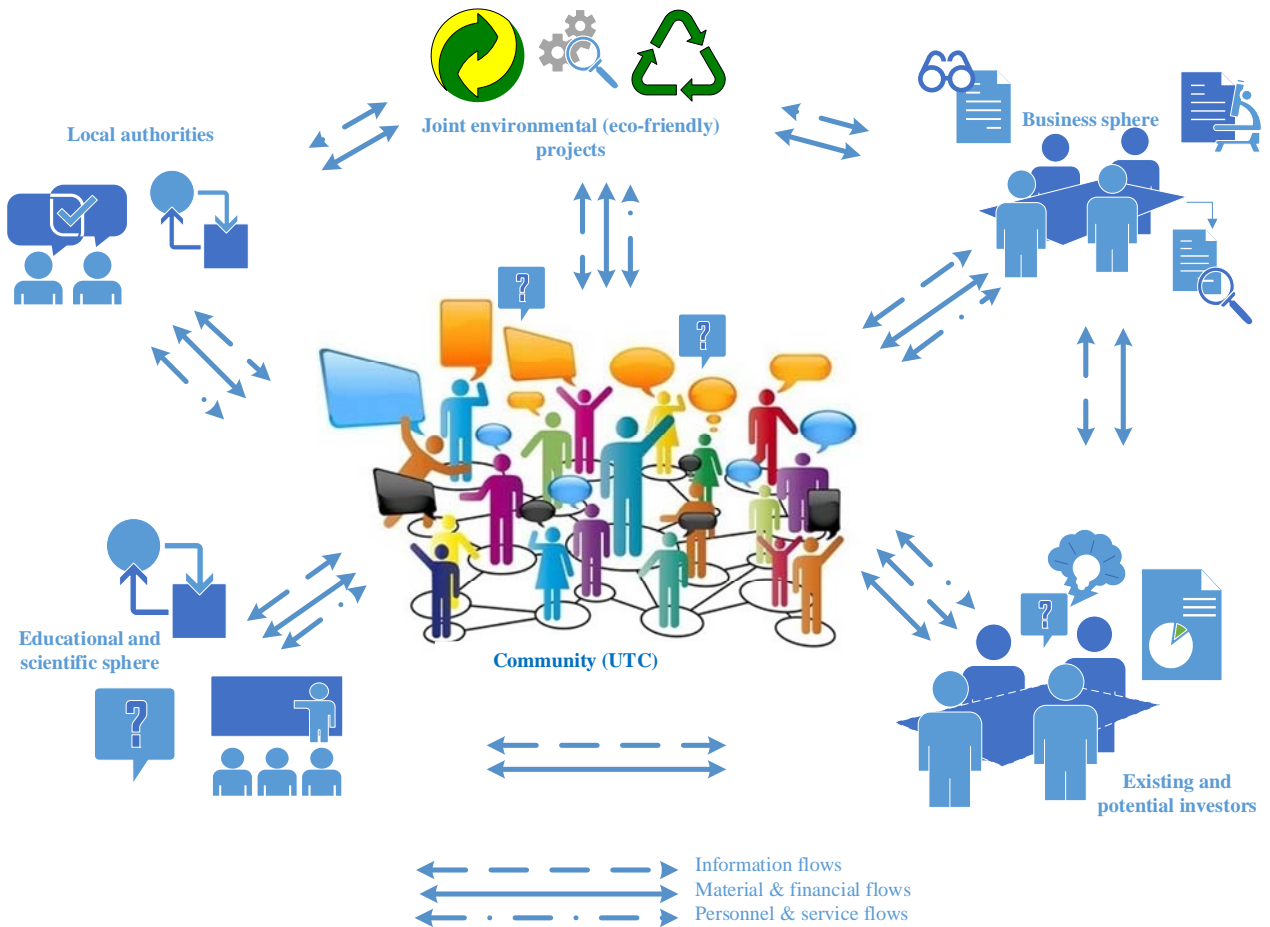 Joint environmental (eco-friendly)
projects
Local authorities
Business sphere
?
?
Educational and
scientific sphere
?
?
Community (UTC)
Existing and
potential investors
Information flows
Material & financial flows
Personnel & service flows